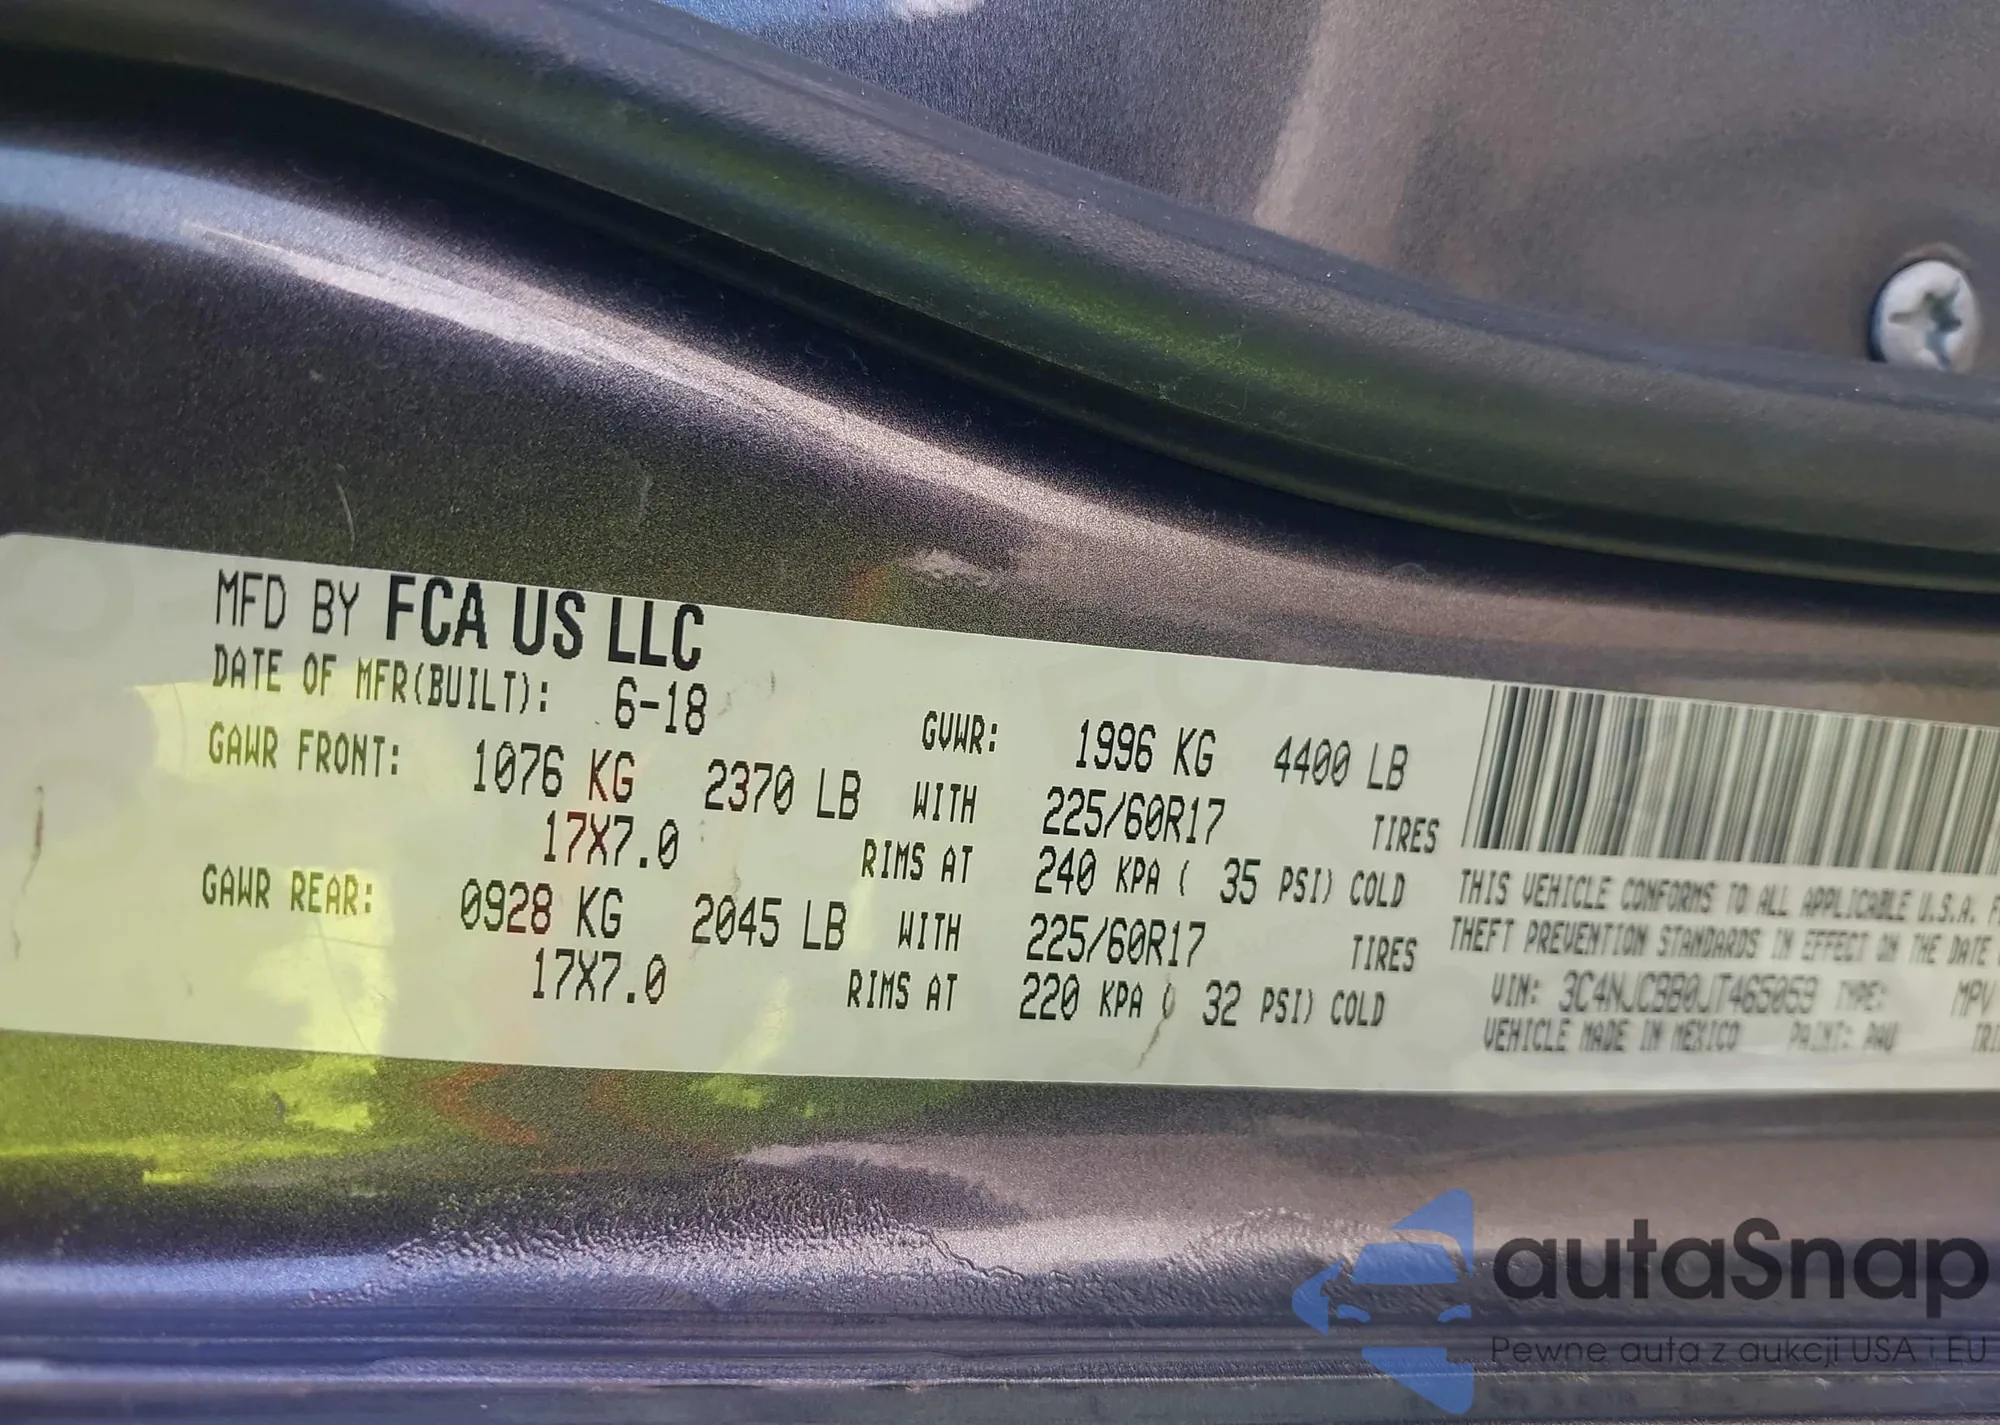 MFD BY FCA US LLC
DATE OF MFR(BUILT): 6-18 GVWR: 1996 KG 4400 LB
GAWR FRONT: 1076 KG 2370 LB WITH 225/60R17 TIRES
17X7.0 RIMS AT 240 KPA ( 35 PSI) COLD
GAWR REAR: 0928 KG 2045 LB WITH 225/60R17 TIRES
17X7.0 RIMS AT 220 KPA ( 32 PSI) COLD
THIS VEHICLE CONFORMS TO ALL APPLICABLE U.S.A. F
THEFT PREVENTION STANDARDS IN EFFECT ON THE DATE
VIN: 3C4NJCBB0JT465059 TYPE: MPV
VEHICLE MADE IN MEXICO PAINT: PAU TRI
autaSnap
Pewne auta z aukcji USA i EU